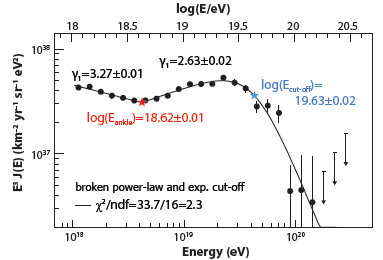 log(E/eV)
18 18.5 19 19.5 20 20.5
10³⁸
γ₁=3.27±0.01
γ₁=2.63±0.02
log(E_cut-off)=
19.63±0.02
log(E_ankle)=18.62±0.01
E³ J(E) (km⁻² yr⁻¹ sr⁻¹ eV²)
10³⁷
broken power-law and exp. cut-off
χ²/ndf=33.7/16=2.3
10¹⁸ 10¹⁹ 10²⁰
Energy (eV)